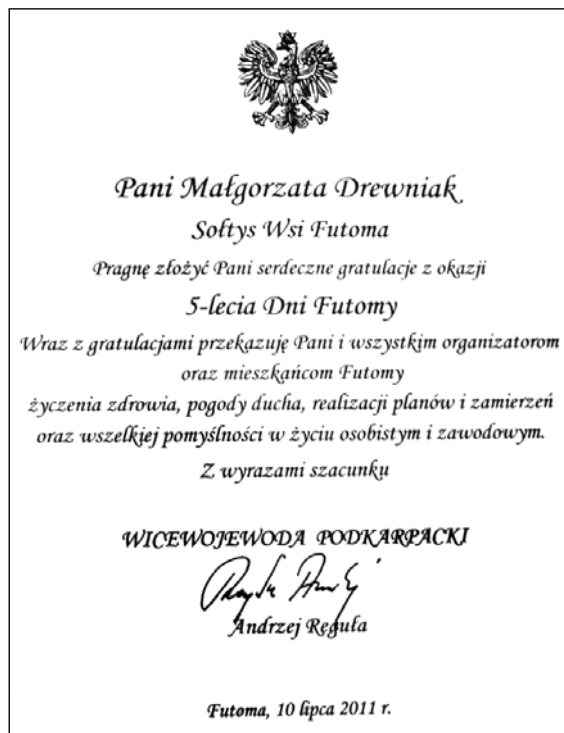 Pani Małgorzata Drewniak
Sołtys Wsi Futoma
Pragnę złożyć Pani serdeczne gratulacje z okazji
5-lecia Dni Futomy
Wraz z gratulacjami przekazuję Pani i wszystkim organizatorom
oraz mieszkańcom Futomy
życzenia zdrowia, pogody ducha, realizacji planów i zamierzeń
oraz wszelkiej pomyślności w życiu osobistym i zawodowym.
Z wyrazami szacunku
WICEWOJEWODA PODKARPACKI
Andrzej Reguła
Futoma, 10 lipca 2011 r.